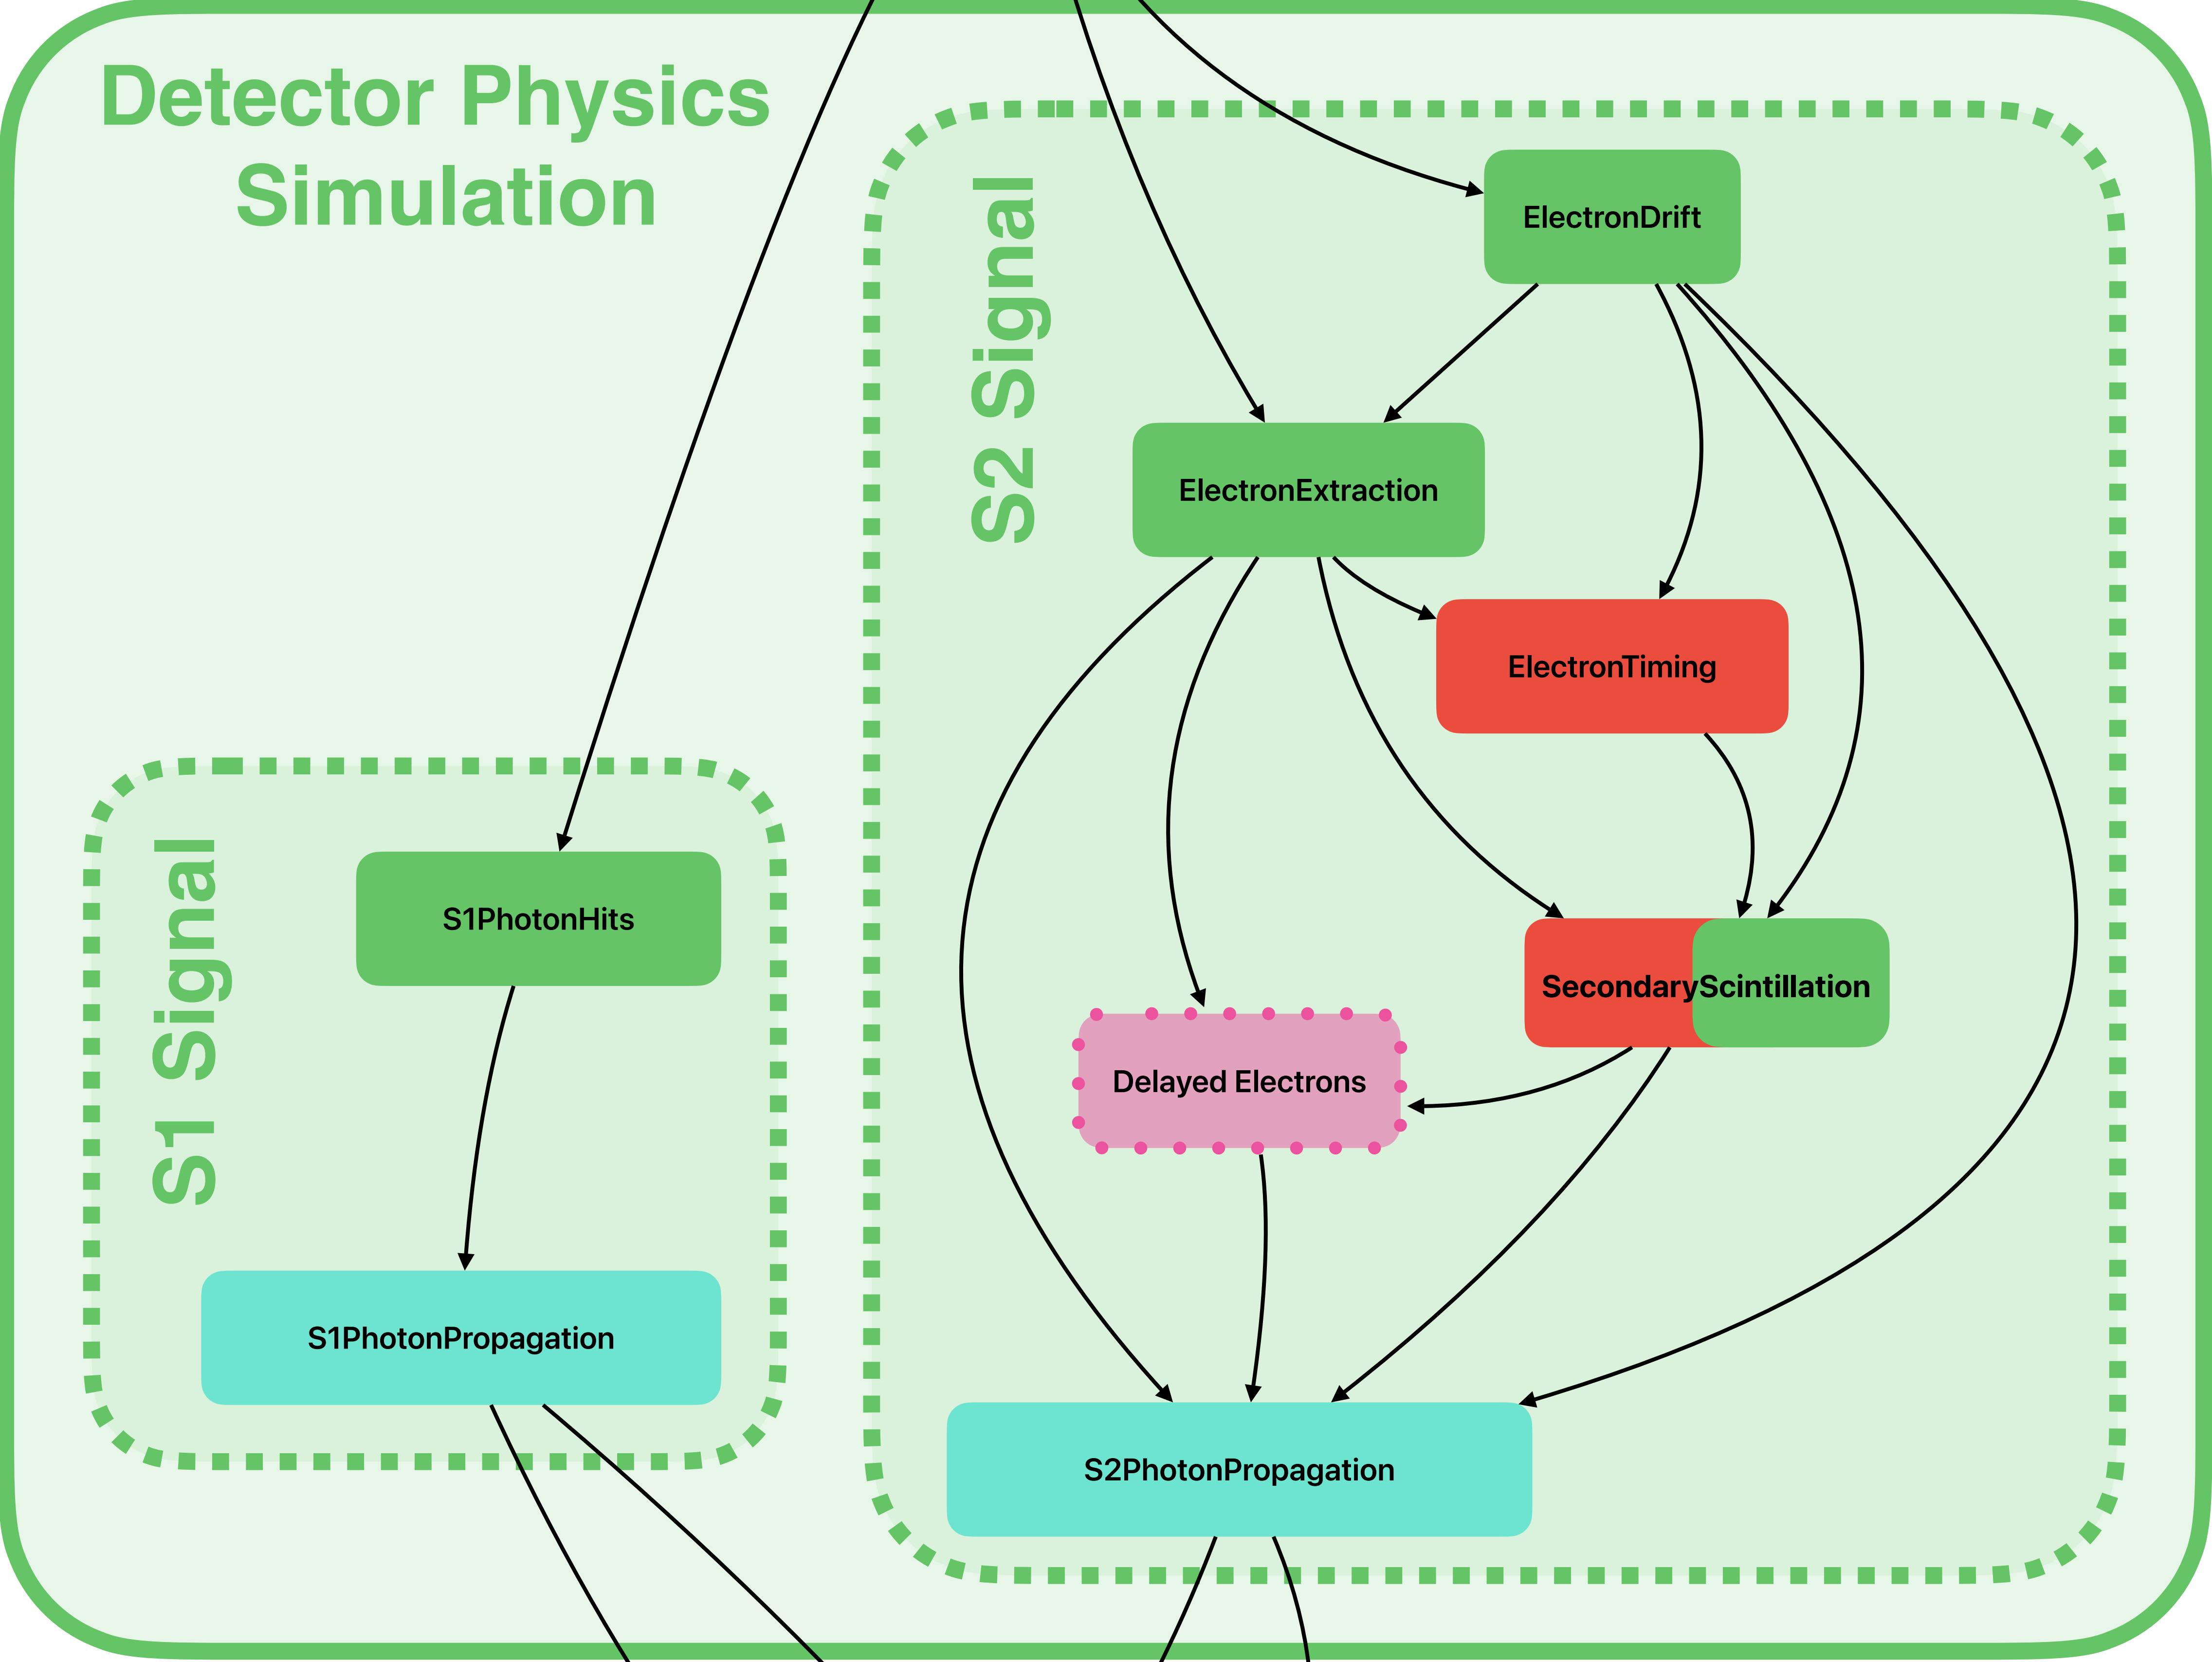 Detector Physics
Simulation
S2 Signal
ElectronDrift
ElectronExtraction
ElectronTiming
S1 Signal
S1PhotonHits
SecondaryScintillation
Delayed Electrons
S1PhotonPropagation
S2PhotonPropagation